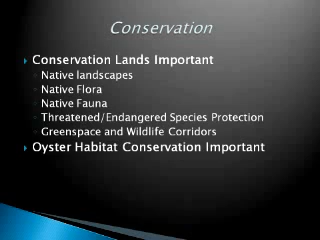 Conservation
Conservation Lands Important
Native landscapes
Native Flora
Native Fauna
Threatened/Endangered Species Protection
Greenspace and Wildlife Corridors
Oyster Habitat Conservation Important